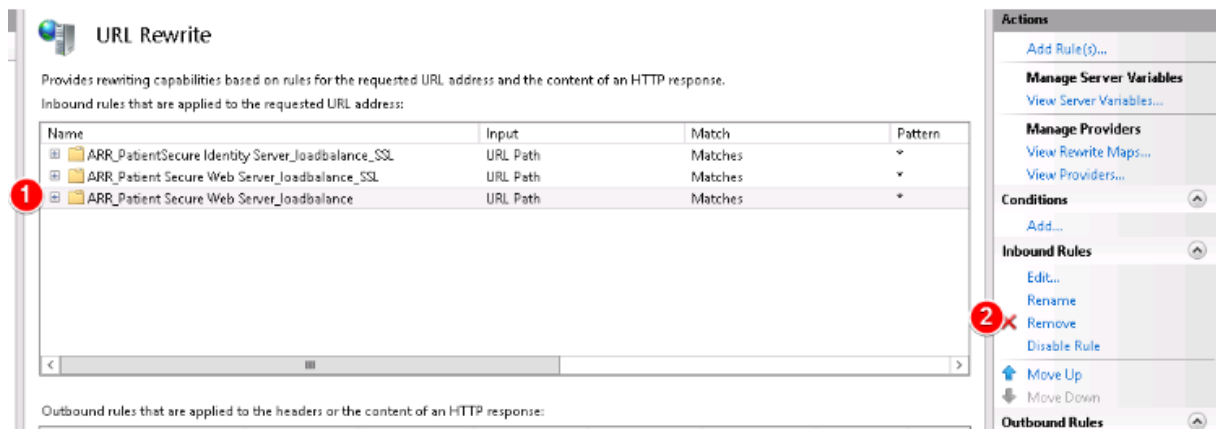 URL Rewrite
Provides rewriting capabilities based on rules for the requested URL address and the content of an HTTP response.
Inbound rules that are applied to the requested URL address:
Name Input Match Pattern
ARR_PatientSecure Identity Server_loadbalance_SSL URL Path Matches *
ARR_Patient Secure Web Server_loadbalance_SSL URL Path Matches *
1 ARR_Patient Secure Web Server_loadbalance URL Path Matches *
Outbound rules that are applied to the headers or the content of an HTTP response:
Actions
Add Rule(s)...
Manage Server Variables
View Server Variables...
Manage Providers
View Rewrite Maps...
View Providers...
Conditions
Add...
Inbound Rules
Edit...
Rename
2 Remove
Disable Rule
Move Up
Move Down
Outbound Rules